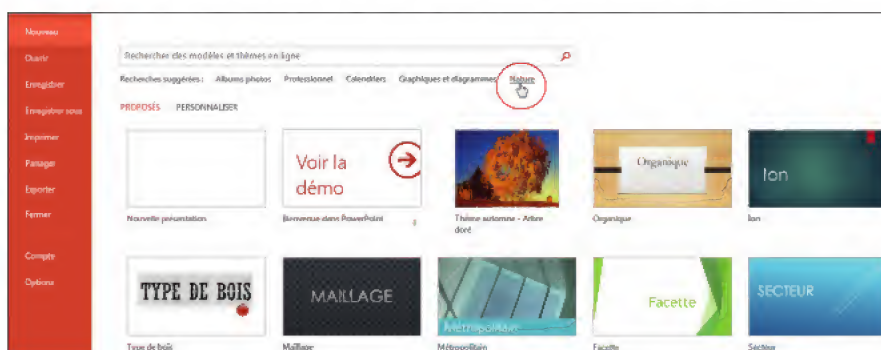 Nouveau
Ouvrir
Enregistrer
Enregistrer sous
Imprimer
Partager
Exporter
Fermer
Compte
Options
Rechercher des modèles et thèmes en ligne
Recherches suggérées : Albums photos Professionnel Calendriers Graphiques et diagrammes Nature
PROPOSÉS PERSONNALISER
Voir la
démo
Organique
Ion
Nouvelle présentation
Bienvenue dans PowerPoint
Thème automne - Arbre
doré
Organique
Ion
TYPE DE BOIS
MAILLAGE
Métropolitain
Facette
SECTEUR
Type de bois
Maillage
Métropolitain
Facette
Secteur